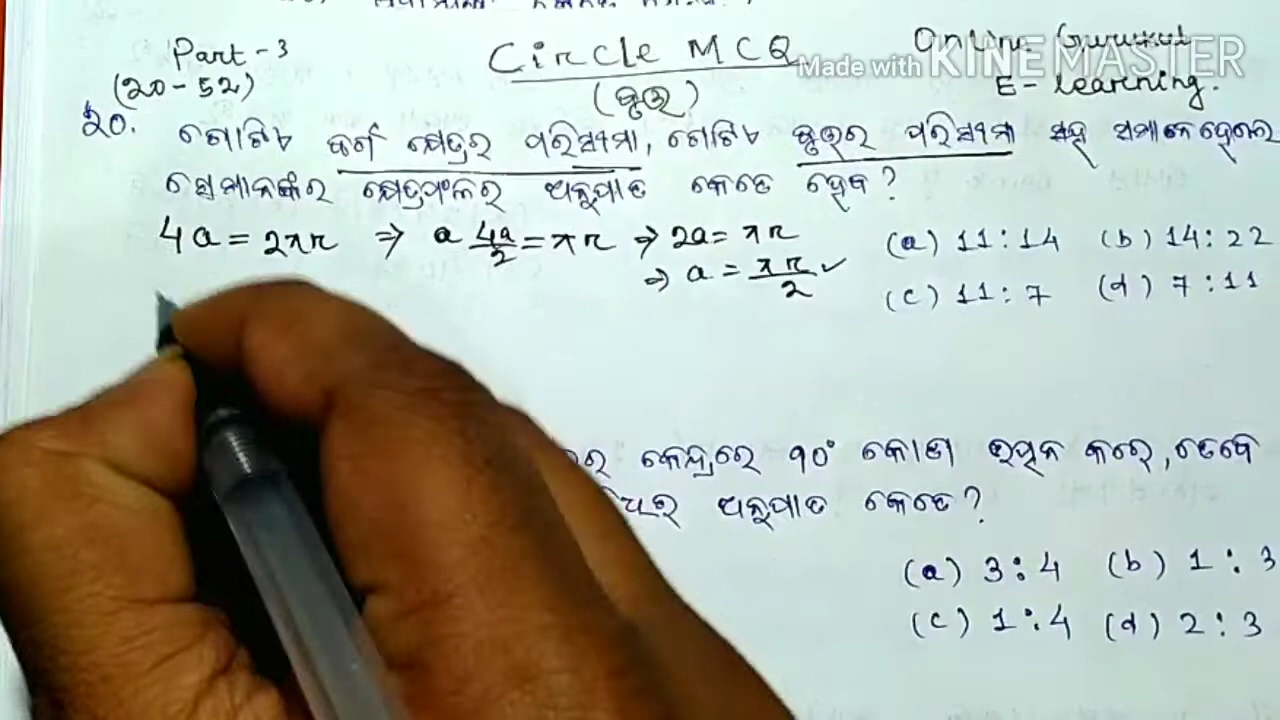 Part-3
(20-52)
Circle MCQ
(ବୃତ୍ତ)
Online Gurukul
E-learning.
Made with KINEMASTER
20. ଗୋଟିଏ ବର୍ଗ କ୍ଷେତ୍ରର ପରିସୀମା, ଗୋଟିଏ ବୃତ୍ତର ପରିସୀମା ସହ ସମାନ ହେଲେ
ସେମାନଙ୍କର କ୍ଷେତ୍ରଫଳର ଅନୁପାତ କେତେ ହେବ?
4a = 2πr ⇒ a 4a/2 = πr ⇒ 2a = πr
⇒ a = πr/2 ✓
(a) 11:14 (b) 14:22
(c) 11:7 (d) 7:11
କେନ୍ଦ୍ରରେ ୨୦° କୋଣ ଉତ୍ପନ୍ନ କରେ, ତେବେ
ଅନୁପାତ କେତେ?
(a) 3:4 (b) 1:3
(c) 1:4 (d) 2:3